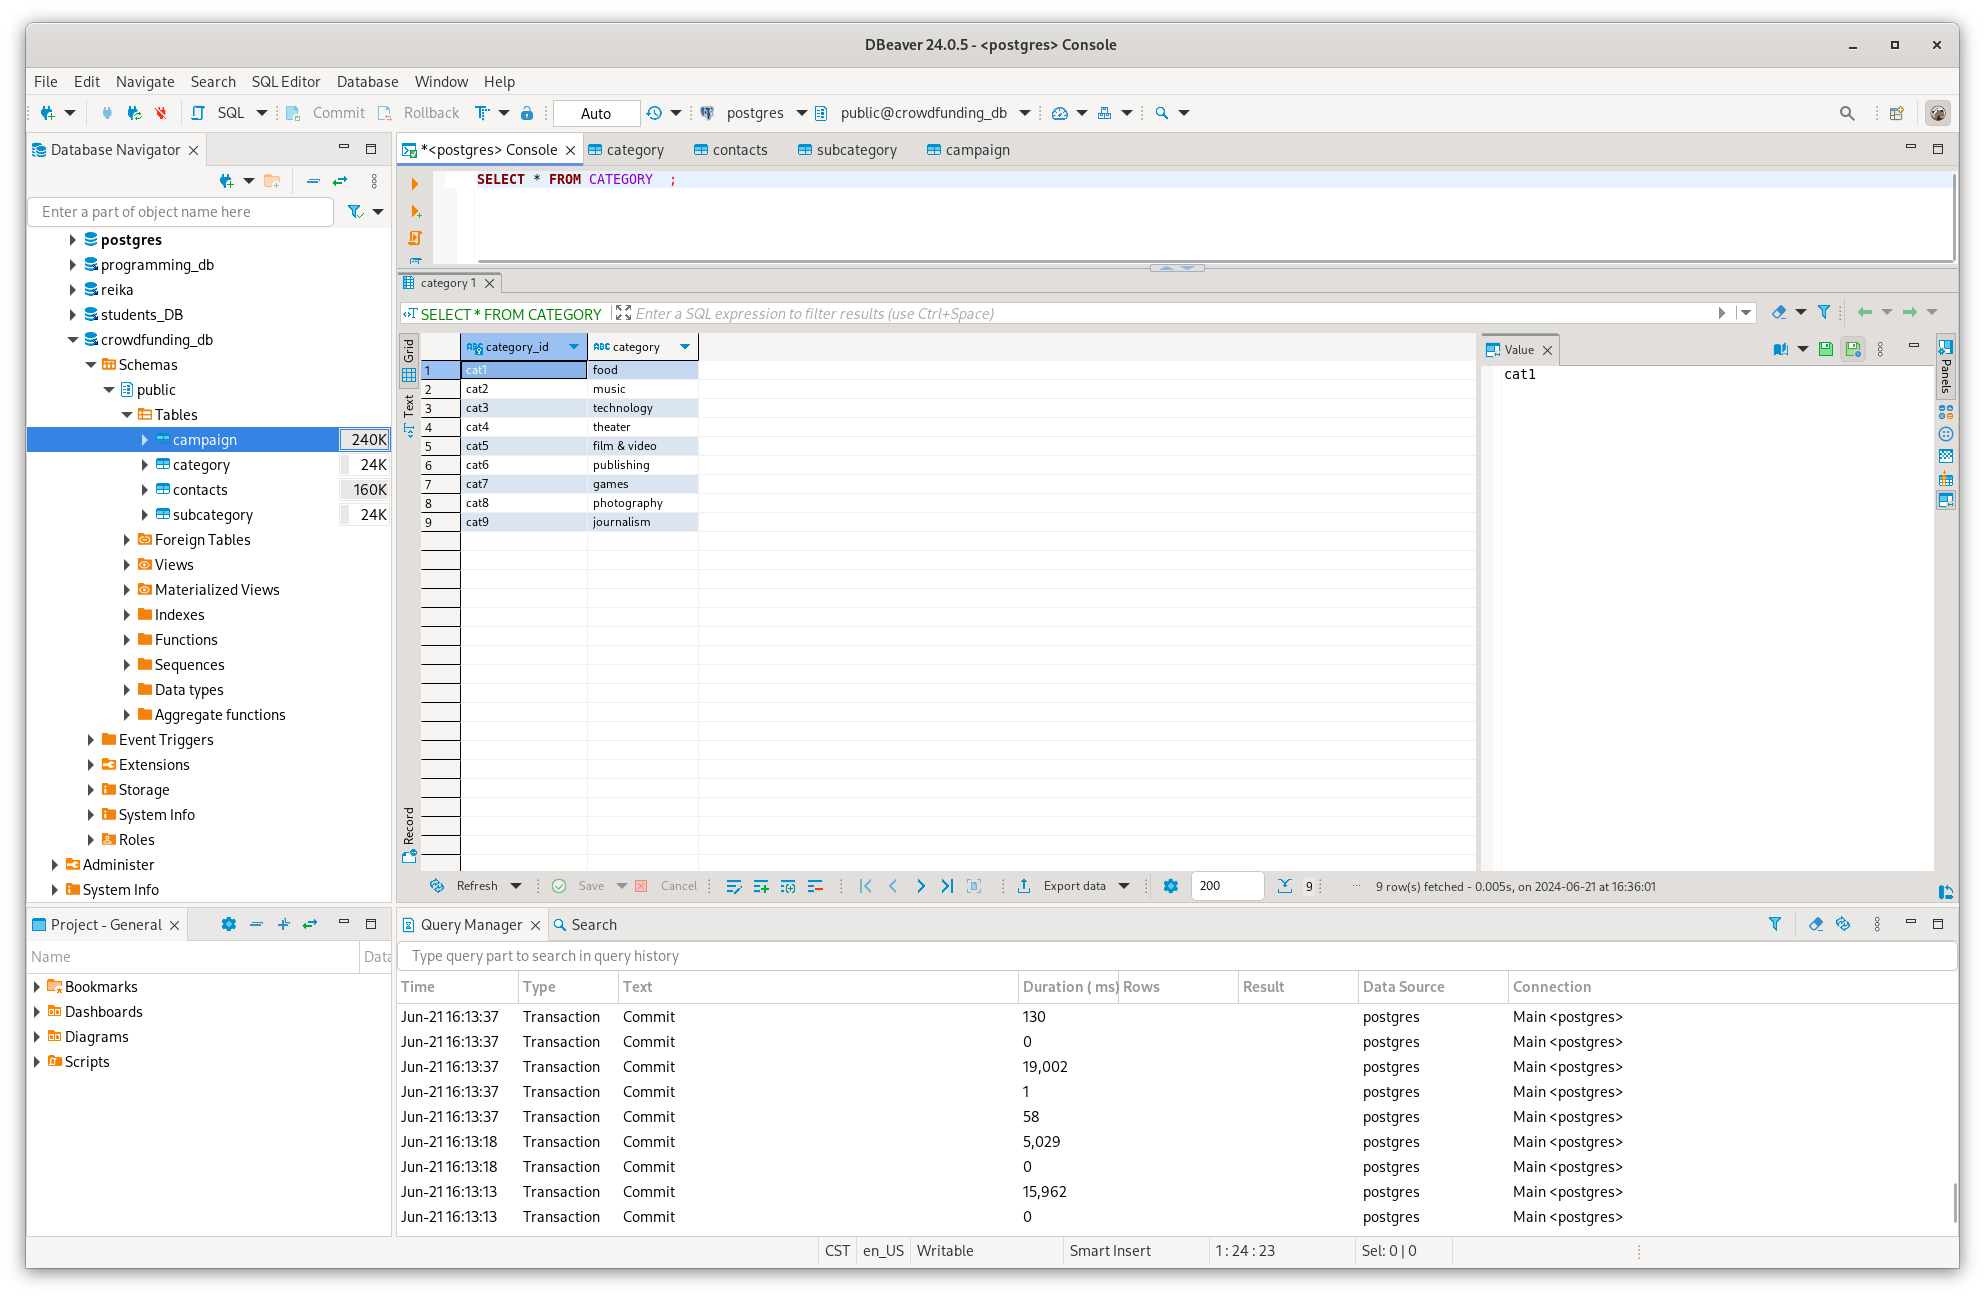 DBeaver 24.0.5 - <postgres> Console
File Edit Navigate Search SQL Editor Database Window Help
SQL Commit Rollback Auto postgres public@crowdfunding_db
Database Navigator
Enter a part of object name here
postgres
programming_db
reika
students_DB
crowdfunding_db
Schemas
public
Tables
campaign 240K
category 24K
contacts 160K
subcategory 24K
Foreign Tables
Views
Materialized Views
Indexes
Functions
Sequences
Data types
Aggregate functions
Event Triggers
Extensions
Storage
System Info
Roles
Administer
System Info
*<postgres> Console category contacts subcategory campaign
SELECT * FROM CATEGORY ;
category 1
SELECT * FROM CATEGORY Enter a SQL expression to filter results (use Ctrl+Space)
Grid
Text
Record
category_id category
1 cat1 food
2 cat2 music
3 cat3 technology
4 cat4 theater
5 cat5 film & video
6 cat6 publishing
7 cat7 games
8 cat8 photography
9 cat9 journalism
Value
cat1
Panels
Refresh Save Cancel Export data 200 9 ... 9 row(s) fetched - 0.005s, on 2024-06-21 at 16:36:01
Project - General
Name Data
Bookmarks
Dashboards
Diagrams
Scripts
Query Manager Search
Type query part to search in query history
Time Type Text Duration ( ms) Rows Result Data Source Connection
Jun-21 16:13:37 Transaction Commit 130 postgres Main <postgres>
Jun-21 16:13:37 Transaction Commit 0 postgres Main <postgres>
Jun-21 16:13:37 Transaction Commit 19,002 postgres Main <postgres>
Jun-21 16:13:37 Transaction Commit 1 postgres Main <postgres>
Jun-21 16:13:37 Transaction Commit 58 postgres Main <postgres>
Jun-21 16:13:18 Transaction Commit 5,029 postgres Main <postgres>
Jun-21 16:13:18 Transaction Commit 0 postgres Main <postgres>
Jun-21 16:13:13 Transaction Commit 15,962 postgres Main <postgres>
Jun-21 16:13:13 Transaction Commit 0 postgres Main <postgres>
CST en_US Writable Smart Insert 1 : 24 : 23 Sel: 0 | 0